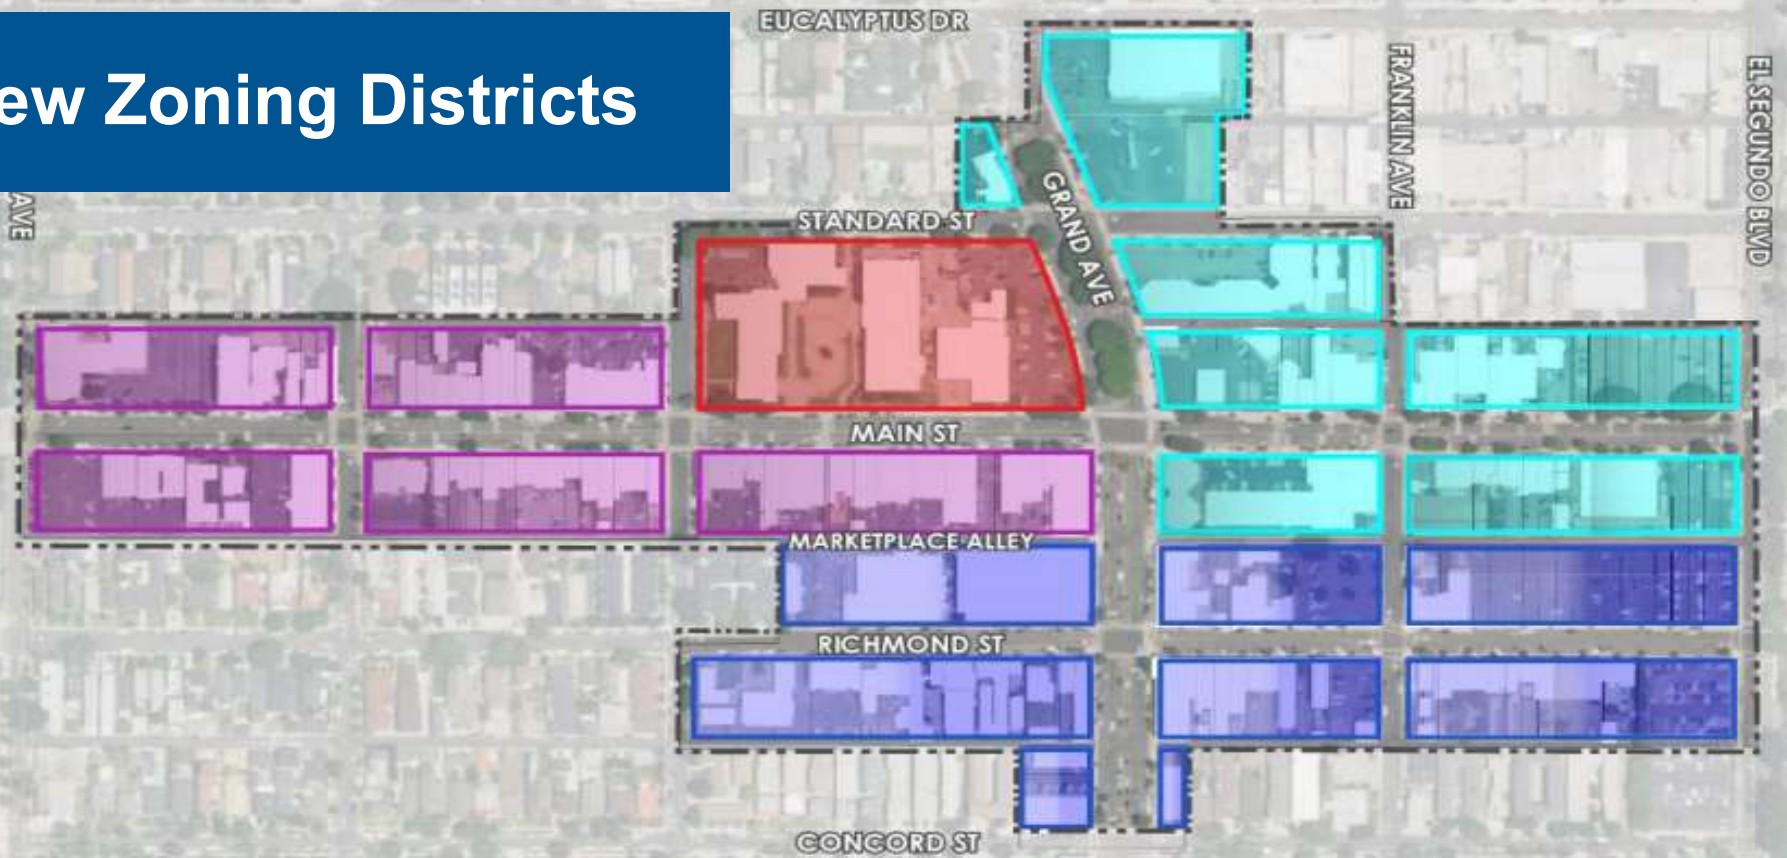 EUCALYPTUS DR
ew Zoning Districts
FRANKLIN AVE
EL SEGUNDO BLVD
AVE
STANDARD ST
GRAND AVE
MAIN ST
MARKETPLACE ALLEY
RICHMOND ST
CONCORD ST